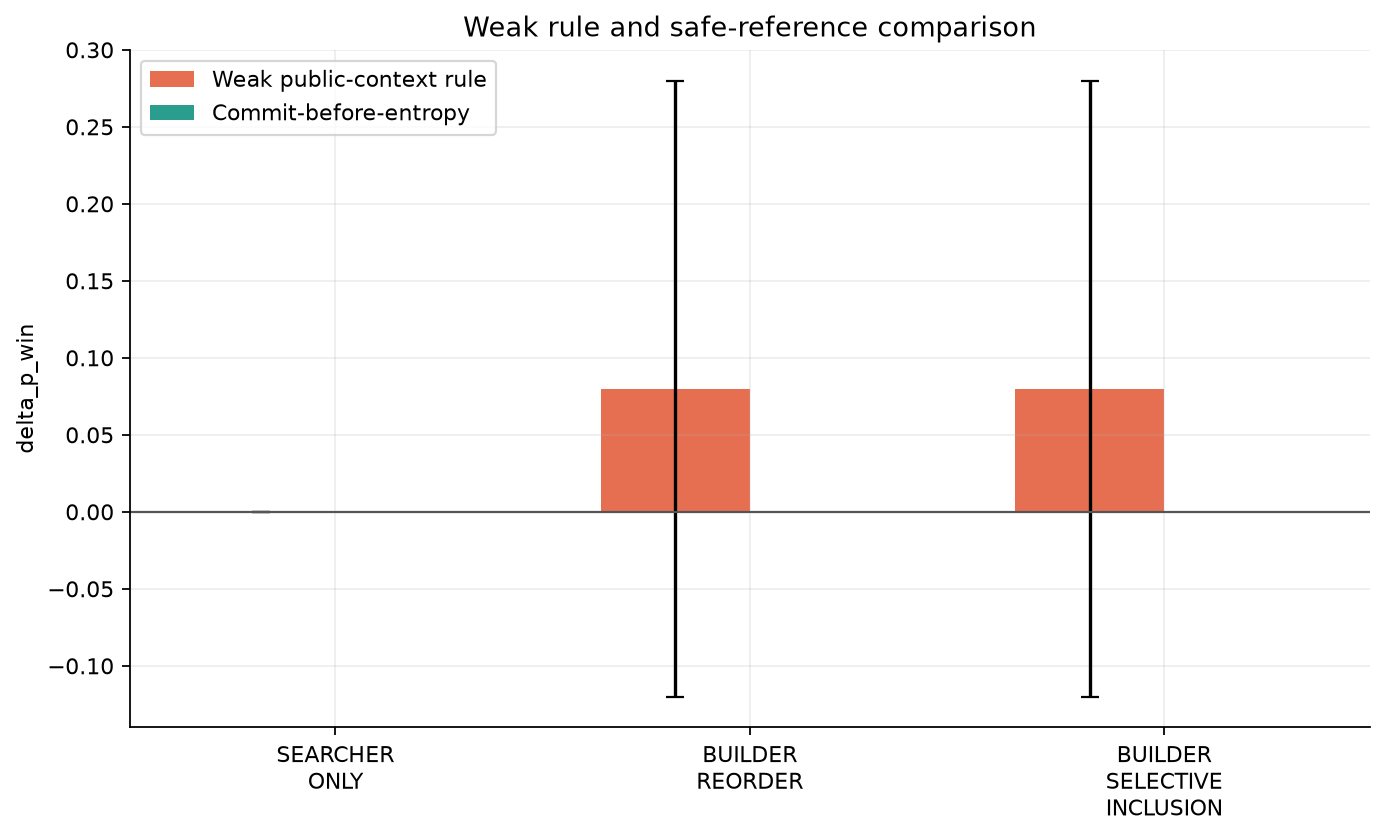 Weak rule and safe-reference comparison
Weak public-context rule
Commit-before-entropy
delta_p_win
0.30
0.25
0.20
0.15
0.10
0.05
0.00
−0.05
−0.10
SEARCHER
ONLY
BUILDER
REORDER
BUILDER
SELECTIVE
INCLUSION